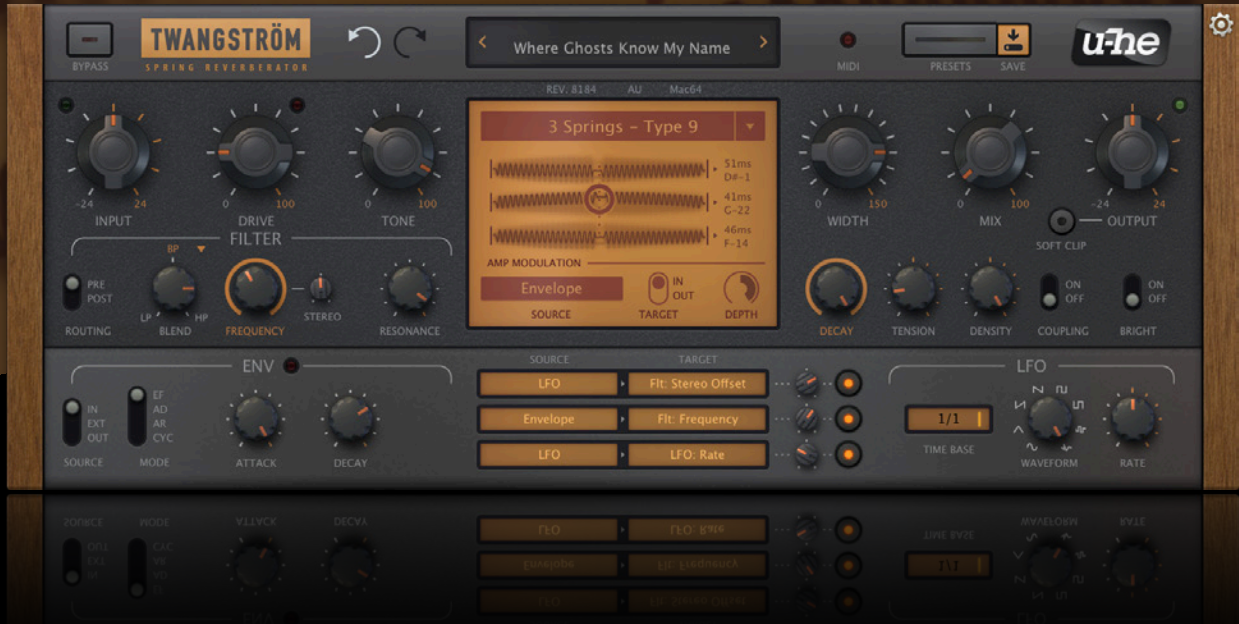 TWANGSTRÖM
SPRING REVERBERATOR
BYPASS
Where Ghosts Know My Name
MIDI
PRESETS
SAVE
u-he
REV. 8184 AU Mac64
-24 24
INPUT
0 100
DRIVE
0 100
TONE
3 Springs - Type 9
51ms
D#-1
41ms
G-22
46ms
F-14
AMP MODULATION
Envelope
SOURCE
IN
OUT
TARGET
DEPTH
0 150
WIDTH
0 100
MIX
-24 24
OUTPUT
SOFT CLIP
FILTER
PRE
POST
ROUTING
BP
LP HP
BLEND
FREQUENCY
STEREO
RESONANCE
DECAY
TENSION
DENSITY
ON
OFF
COUPLING
ON
OFF
BRIGHT
ENV
IN
EXT
OUT
SOURCE
EF
AD
AR
CYC
MODE
ATTACK
DECAY
SOURCE TARGET
LFO Flt: Stereo Offset
Envelope Flt: Frequency
LFO LFO: Rate
LFO
1/1
TIME BASE
WAVEFORM
RATE